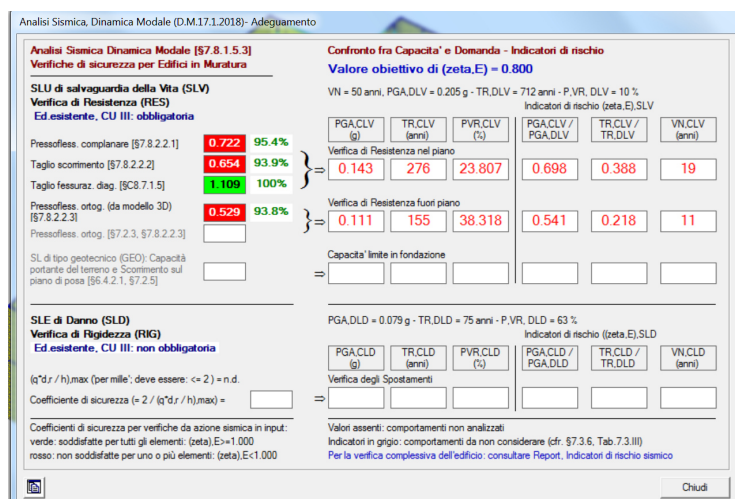 Analisi Sismica, Dinamica Modale (D.M.17.1.2018)- Adeguamento
Analisi Sismica Dinamica Modale [§7.8.1.5.3]
Verifiche di sicurezza per Edifici in Muratura
Confronto fra Capacita' e Domanda - Indicatori di rischio
Valore obiettivo di (zeta,E) = 0.800
SLU di salvaguardia della Vita (SLV)
Verifica di Resistenza (RES)
Ed.esistente, CU III: obbligatoria
VN = 50 anni, PGA,DLV = 0.205 g - TR,DLV = 712 anni - P,VR, DLV = 10 %
Indicatori di rischio (zeta,E),SLV
PGA,CLV (g) TR,CLV (anni) PVR,CLV (%) PGA,CLV / PGA,DLV TR,CLV / TR,DLV VN,CLV (anni)
Pressofless. complanare [§7.8.2.2.1] 0.722 95.4%
Taglio scorrimento [§7.8.2.2.2] 0.654 93.9%
Taglio fessuraz. diag. [§C8.7.1.5] 1.109 100%
Verifica di Resistenza nel piano
⇒ 0.143 276 23.807 0.698 0.388 19
Pressofless. ortog. (da modello 3D) [§7.8.2.2.3] 0.529 93.8%
Pressofless. ortog. [§7.2.3, §7.8.2.2.3]
Verifica di Resistenza fuori piano
⇒ 0.111 155 38.318 0.541 0.218 11
SL di tipo geotecnico (GEO): Capacità
portante del terreno e Scorrimento sul
piano di posa [§6.4.2.1, §7.2.5]
Capacita' limite in fondazione
⇒
SLE di Danno (SLD)
Verifica di Rigidezza (RIG)
Ed.esistente, CU III: non obbligatoria
PGA,DLD = 0.079 g - TR,DLD = 75 anni - P,VR, DLD = 63 %
Indicatori di rischio ((zeta,E),SLD
PGA,CLD (g) TR,CLD (anni) PVR,CLD (%) PGA,CLD / PGA,DLD TR,CLD / TR,DLD VN,CLD (anni)
(q*d,r / h),max ('per mille'; deve essere: <= 2 ) = n.d.
Coefficiente di sicurezza (= 2 / (q*d,r / h),max) =
Verifica degli Spostamenti
⇒
Coefficienti di sicurezza per verifiche da azione sismica in input:
verde: soddisfatte per tutti gli elementi: (zeta),E>=1.000
rosso: non soddisfatte per uno o più elementi: (zeta),E<1.000
Valori assenti: comportamenti non analizzati
Indicatori in grigio: comportamenti da non considerare (cfr. §7.3.6, Tab.7.3.III)
Per la verifica complessiva dell'edificio: consultare Report, Indicatori di rischio sismico
Chiudi